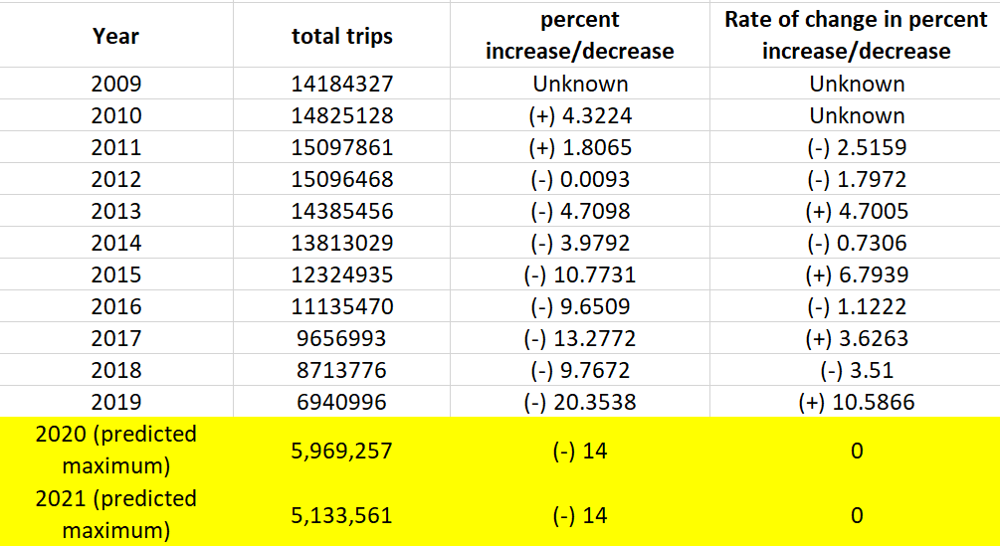 Year total trips percent increase/decrease Rate of change in percent increase/decrease
2009 14184327 Unknown Unknown
2010 14825128 (+) 4.3224 Unknown
2011 15097861 (+) 1.8065 (-) 2.5159
2012 15096468 (-) 0.0093 (-) 1.7972
2013 14385456 (-) 4.7098 (+) 4.7005
2014 13813029 (-) 3.9792 (-) 0.7306
2015 12324935 (-) 10.7731 (+) 6.7939
2016 11135470 (-) 9.6509 (-) 1.1222
2017 9656993 (-) 13.2772 (+) 3.6263
2018 8713776 (-) 9.7672 (-) 3.51
2019 6940996 (-) 20.3538 (+) 10.5866
2020 (predicted maximum) 5,969,257 (-) 14 0
2021 (predicted maximum) 5,133,561 (-) 14 0